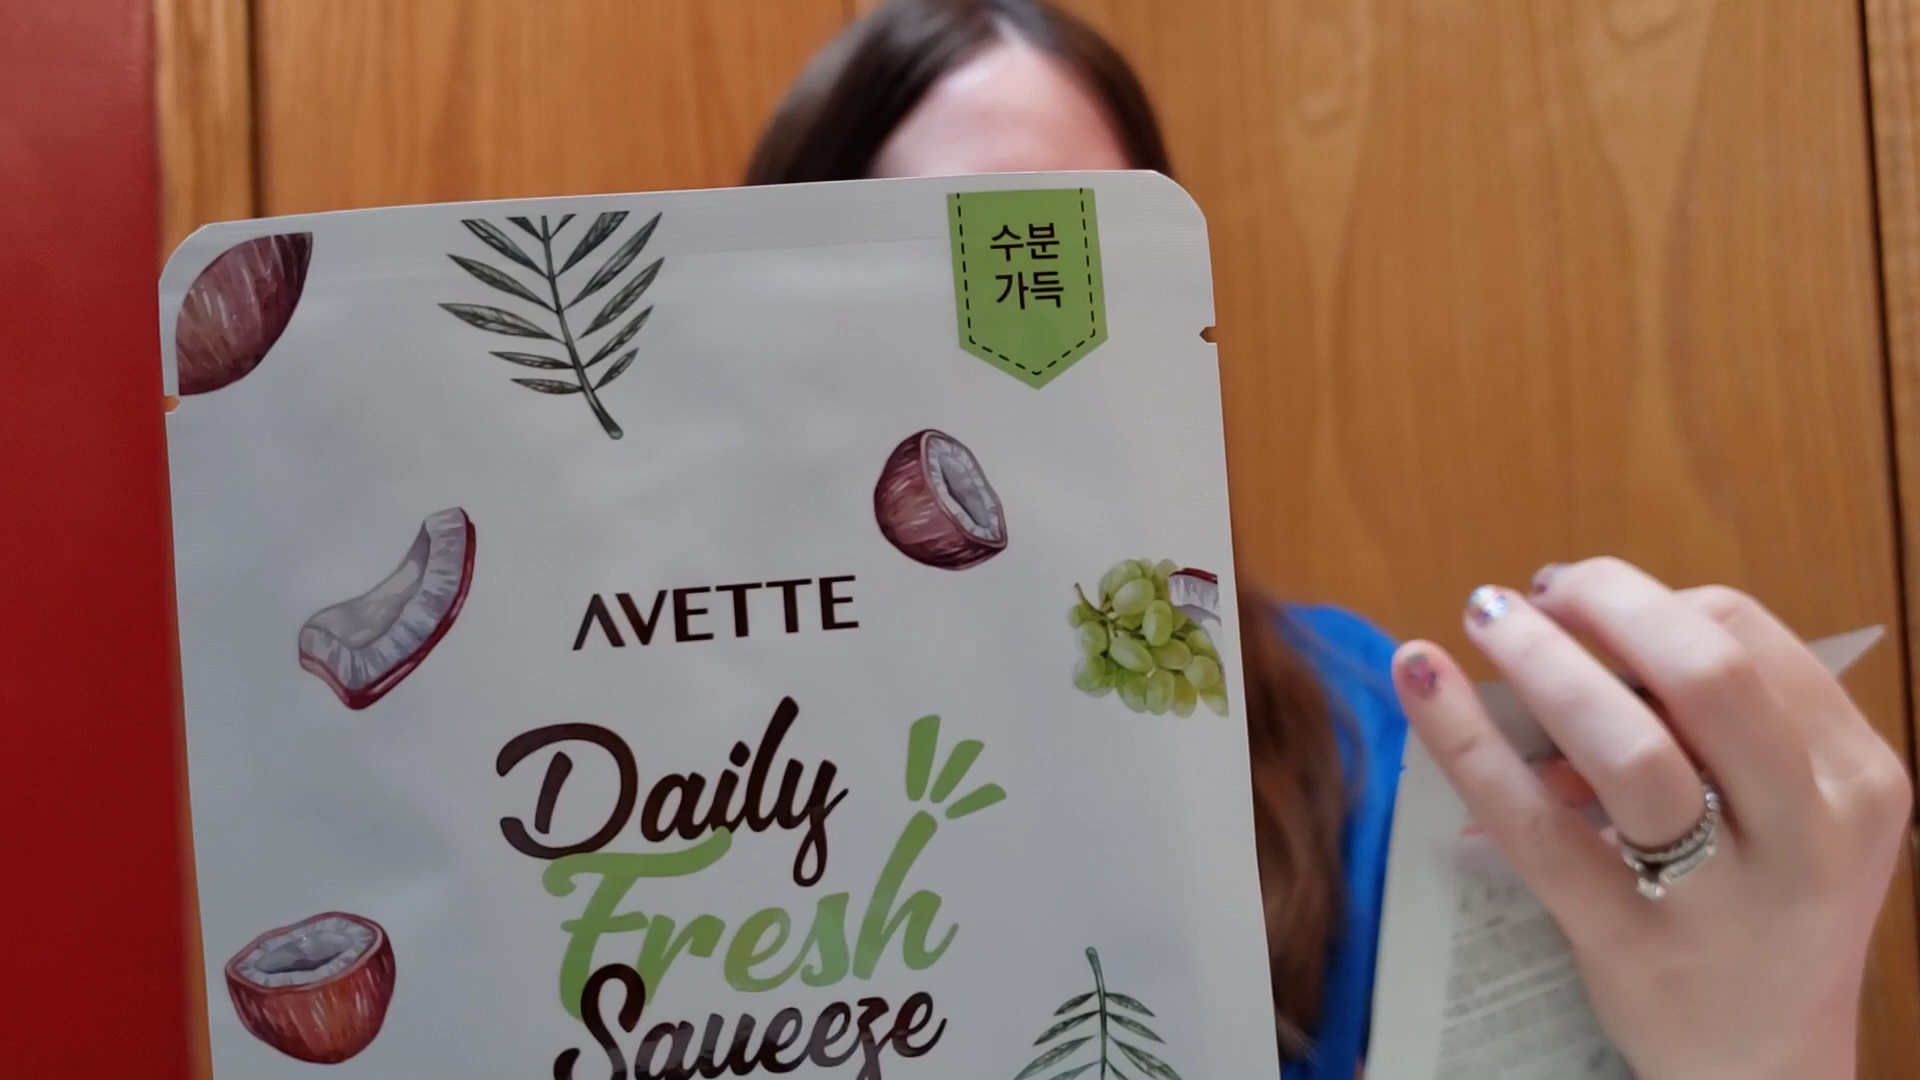 수분
가득
AVETTE
Daily
Fresh
Squeeze